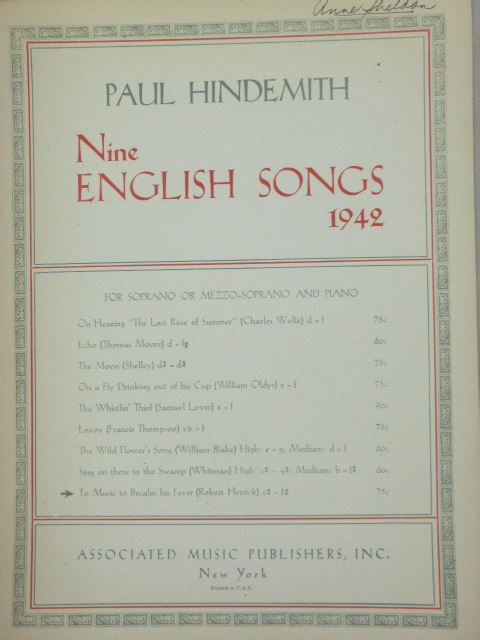 Anne Sheldon
PAUL HINDEMITH
Nine
ENGLISH SONGS
1942
FOR SOPRANO OR MEZZO-SOPRANO AND PIANO
On Hearing "The Last Rose of Summer" (Charles Wolfe) d - f 75c
Echo (Thomas Moore) d - f♯ 60c
The Moon (Shelley) d♯ - d♯ 75c
On a Fly Drinking out of his Cup (William Oldys) e - f 75c
The Whistlin' Thief (Samuel Lover) e - f 90c
Envoy (Francis Thompson) e♭ - f 75c
The Wild Flower's Song (William Blake) High: e - g, Medium: d - f 60c
Sing on there in the Swamp (Whitman) High: c♯ - g♯; Medium: b - f♯ 60c
→ To Music to Becalm his Fever (Robert Herrick) c♯ - f♯ 75c
ASSOCIATED MUSIC PUBLISHERS, INC.
New York
Printed in U.S.A.